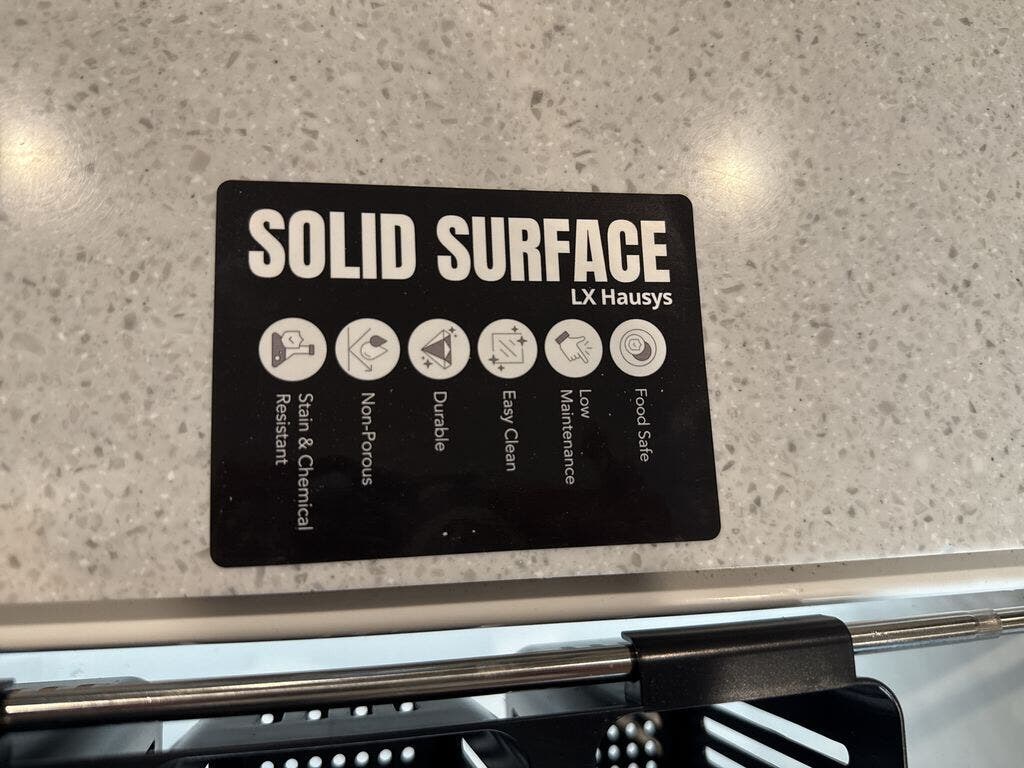 SOLID SURFACE
LX Hausys
Stain & Chemical
Resistant
Non-Porous
Durable
Easy Clean
Low
Maintenance
Food Safe